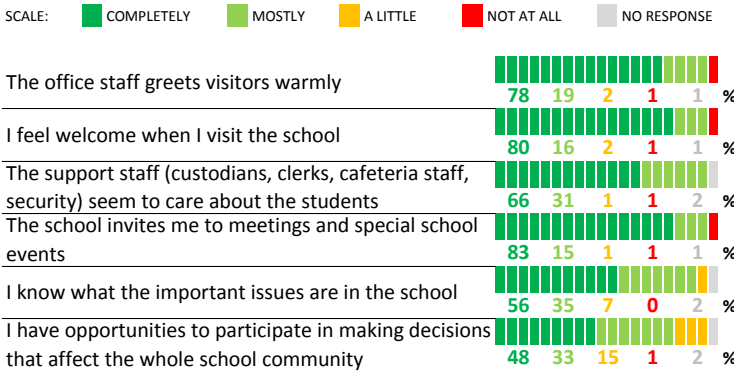 SCALE: COMPLETELY MOSTLY A LITTLE NOT AT ALL NO RESPONSE
The office staff greets visitors warmly
78 19 2 1 1 %
I feel welcome when I visit the school
80 16 2 1 1 %
The support staff (custodians, clerks, cafeteria staff,
security) seem to care about the students
66 31 1 1 2 %
The school invites me to meetings and special school
events
83 15 1 1 1 %
I know what the important issues are in the school
56 35 7 0 2 %
I have opportunities to participate in making decisions
that affect the whole school community
48 33 15 1 2 %